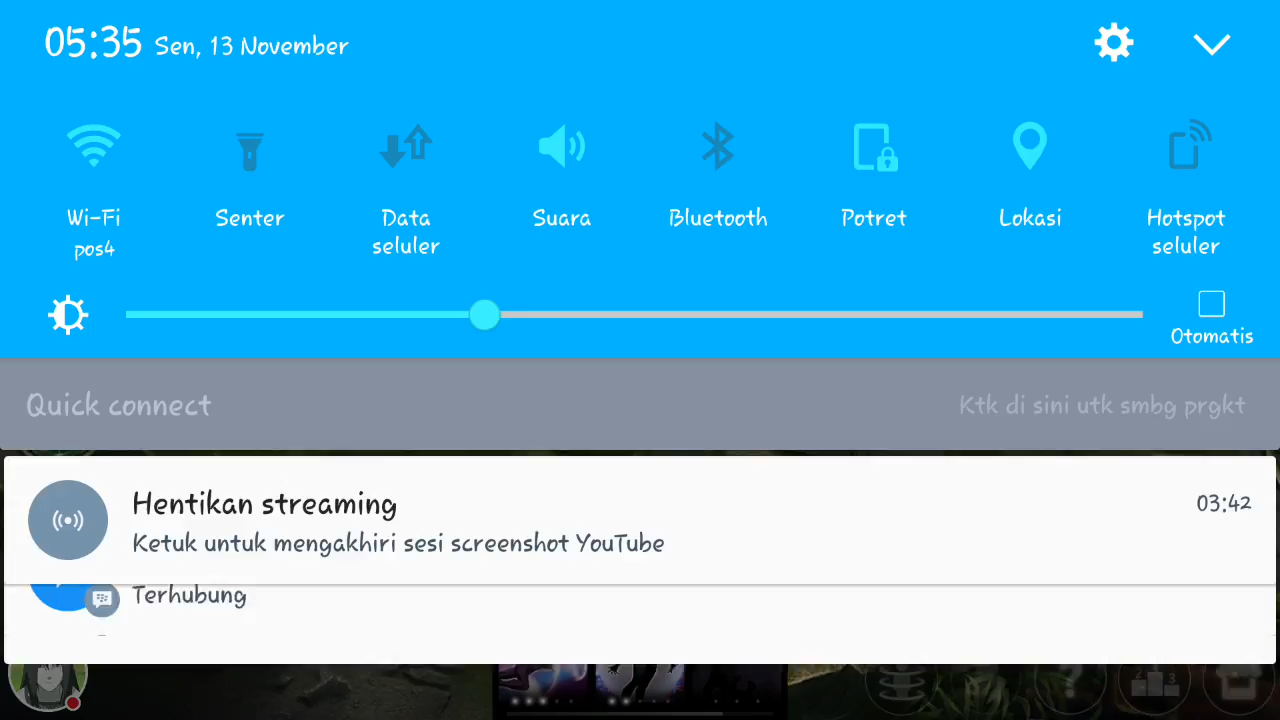 05:35 Sen, 13 November
Wi-Fi
pos4
Senter
Data
seluler
Suara
Bluetooth
Potret
Lokasi
Hotspot
seluler
Otomatis
Quick connect
Ktk di sini utk smbg prgkt
Hentikan streaming
03:42
Ketuk untuk mengakhiri sesi screenshot YouTube
Terhubung